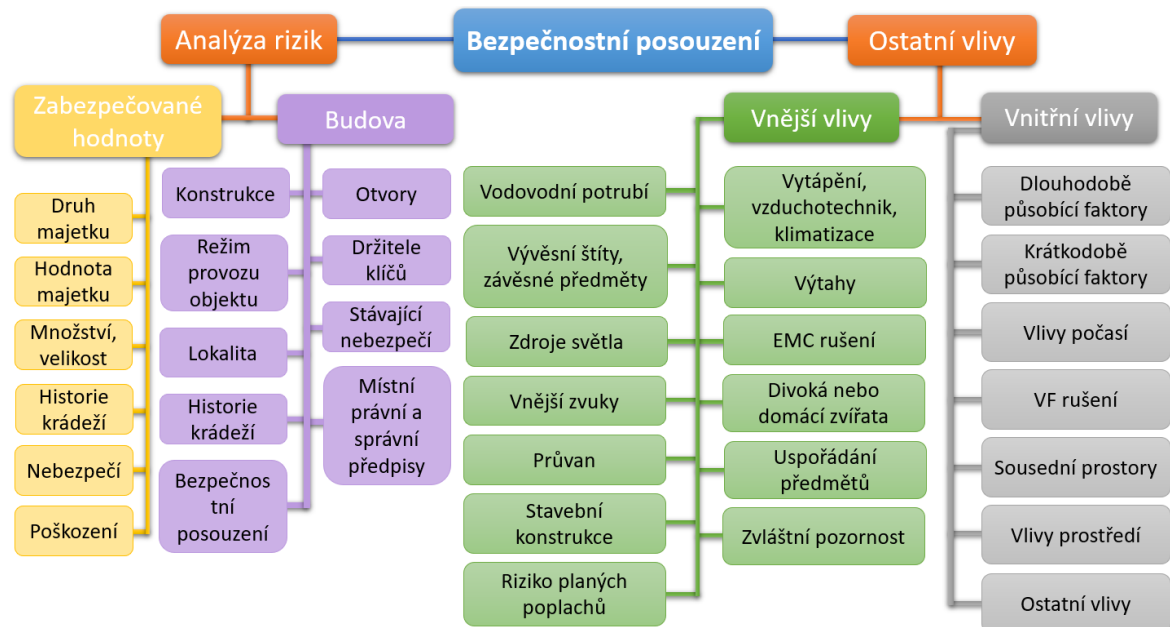 Bezpečnostní posouzení
Analýza rizik
Zabezpečované
hodnoty
Druh
majetku
Hodnota
majetku
Množství,
velikost
Historie
krádeží
Nebezpečí
Poškození
Budova
Konstrukce
Režim
provozu
objektu
Lokalita
Historie
krádeží
Bezpečnos
tní
posouzení
Otvory
Držitele
klíčů
Stávající
nebezpečí
Místní
právní a
správní
předpisy
Ostatní vlivy
Vnější vlivy
Vodovodní potrubí
Vývěsní štíty,
závěsné předměty
Zdroje světla
Vnější zvuky
Průvan
Stavební
konstrukce
Riziko planých
poplachů
Vytápění,
vzduchotechnik,
klimatizace
Výtahy
EMC rušení
Divoká nebo
domácí zvířata
Uspořádání
předmětů
Zvláštní pozornost
Vnitřní vlivy
Dlouhodobě
působící faktory
Krátkodobě
působící faktory
Vlivy počasí
VF rušení
Sousední prostory
Vlivy prostředí
Ostatní vlivy